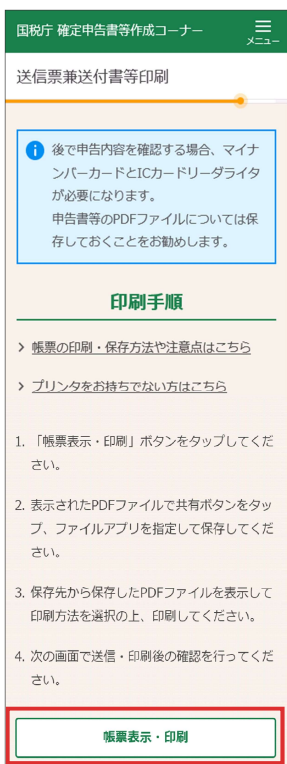 国税庁 確定申告書等作成コーナー
メニュー
送信票兼送付書等印刷
後で申告内容を確認する場合、マイナ
ンバーカードとICカードリーダライタ
が必要になります。
申告書等のPDFファイルについては保
存しておくことをお勧めします。
印刷手順
帳票の印刷・保存方法や注意点はこちら
プリンタをお持ちでない方はこちら
1. 「帳票表示・印刷」ボタンをタップしてくだ
さい。
2. 表示されたPDFファイルで共有ボタンをタッ
プ、ファイルアプリを指定して保存してくだ
さい。
3. 保存先から保存したPDFファイルを表示して
印刷方法を選択の上、印刷してください。
4. 次の画面で送信・印刷後の確認を行ってくだ
さい。
帳票表示・印刷